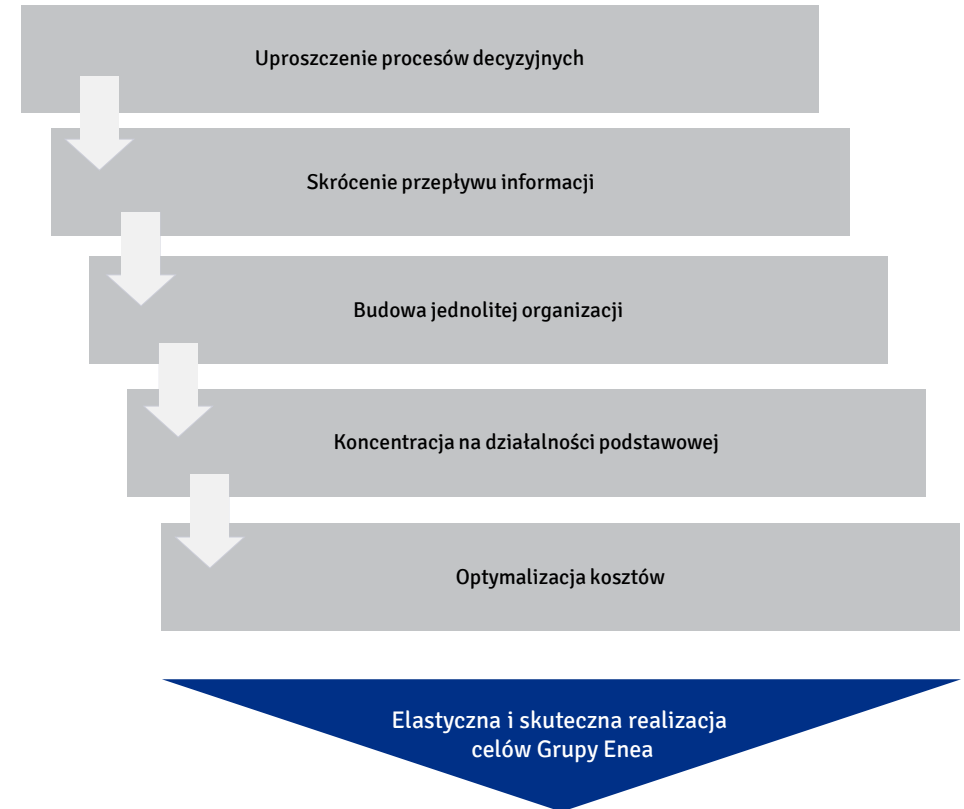 Uproszczenie procesów decyzyjnych
Skrócenie przepływu informacji
Budowa jednolitej organizacji
Koncentracja na działalności podstawowej
Optymalizacja kosztów
Elastyczna i skuteczna realizacja
celów Grupy Enea